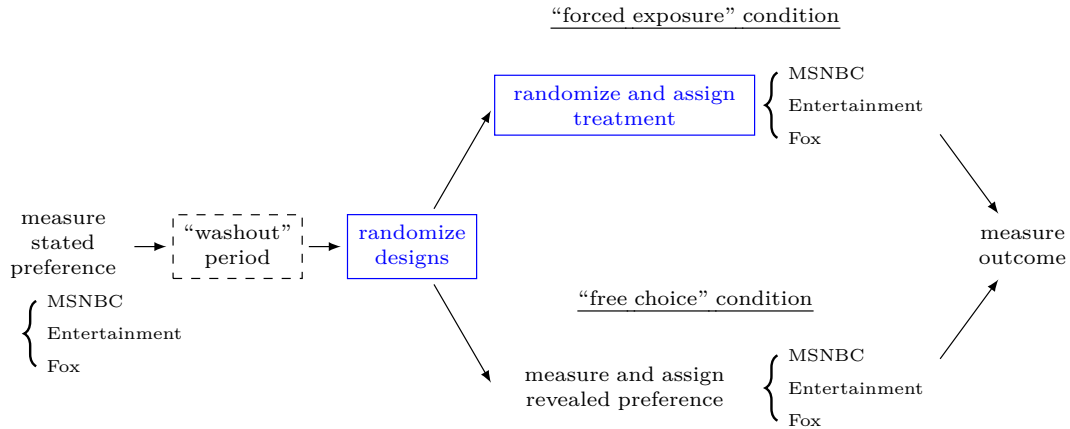 “forced exposure” condition
randomize and assign
treatment
MSNBC
Entertainment
Fox
measure
stated
preference
MSNBC
Entertainment
Fox
“washout”
period
randomize
designs
measure
outcome
“free choice” condition
measure and assign
revealed preference
MSNBC
Entertainment
Fox